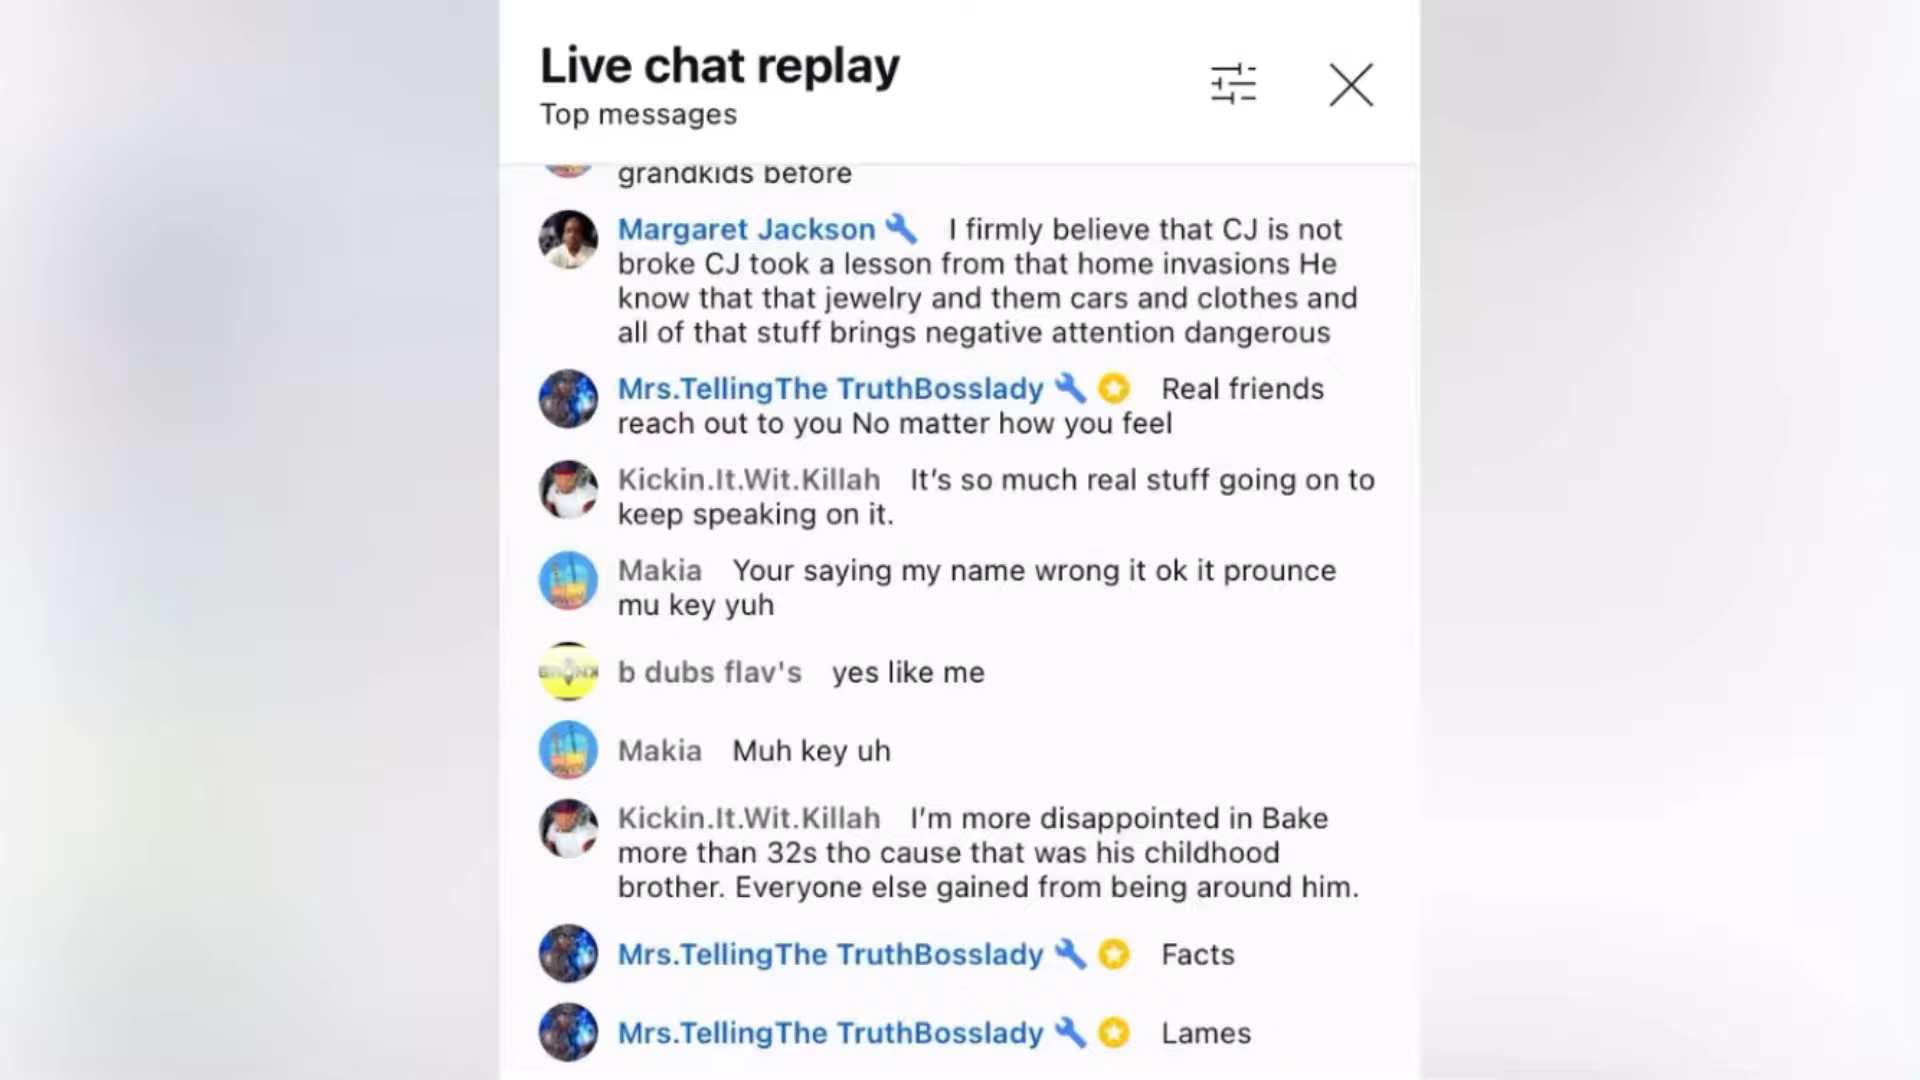 Live chat replay
Top messages
grandkids before
Margaret Jackson I firmly believe that CJ is not
broke CJ took a lesson from that home invasions He
know that that jewelry and them cars and clothes and
all of that stuff brings negative attention dangerous
Mrs.TellingThe TruthBosslady Real friends
reach out to you No matter how you feel
Kickin.It.Wit.Killah It's so much real stuff going on to
keep speaking on it.
Makia Your saying my name wrong it ok it prounce
mu key yuh
b dubs flav's yes like me
Makia Muh key uh
Kickin.It.Wit.Killah I'm more disappointed in Bake
more than 32s tho cause that was his childhood
brother. Everyone else gained from being around him.
Mrs.TellingThe TruthBosslady Facts
Mrs.TellingThe TruthBosslady Lames